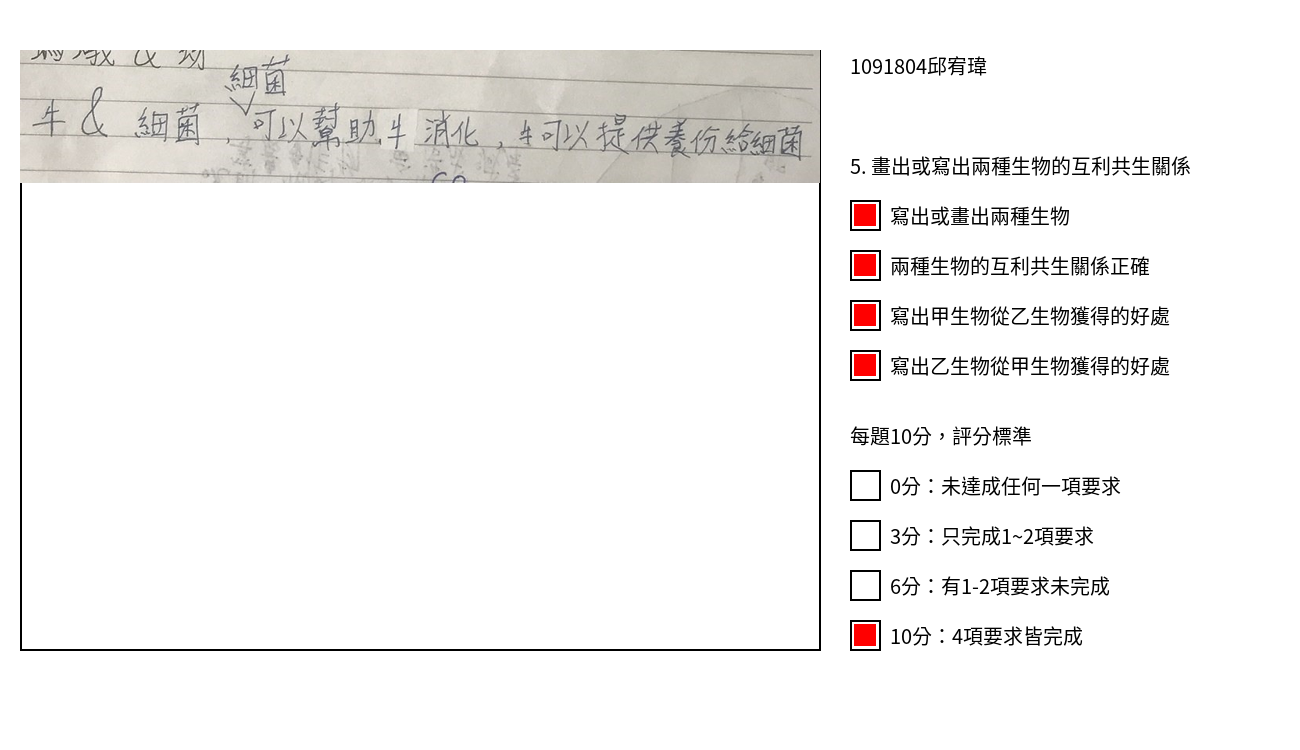 螞蟻 & 蚜
細菌
牛 & 細菌，可以幫助牛消化，牛可以提供養份給細菌
1091804邱宥瑋
5. 畫出或寫出兩種生物的互利共生關係
寫出或畫出兩種生物
兩種生物的互利共生關係正確
寫出甲生物從乙生物獲得的好處
寫出乙生物從甲生物獲得的好處
每題10分，評分標準
0分：未達成任何一項要求
3分：只完成1~2項要求
6分：有1-2項要求未完成
10分：4項要求皆完成